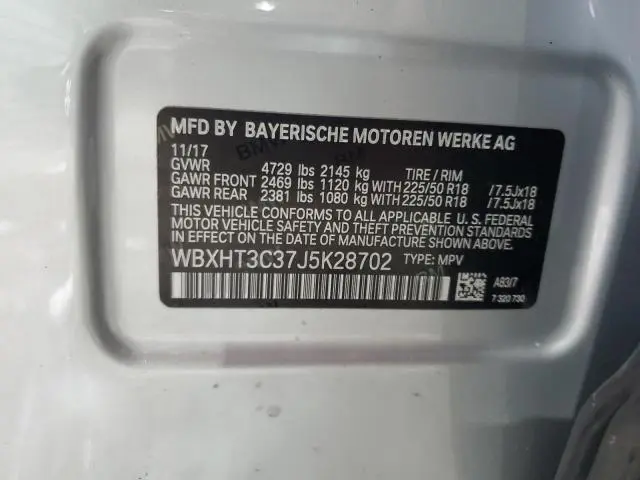 MFD BY BAYERISCHE MOTOREN WERKE AG
11/17
GVWR 4729 lbs 2145 kg TIRE / RIM
GAWR FRONT 2469 lbs 1120 kg WITH 225/50 R18 /7.5Jx18
GAWR REAR 2381 lbs 1080 kg WITH 225/50 R18 /7.5Jx18
THIS VEHICLE CONFORMS TO ALL APPLICABLE U. S. FEDERAL
MOTOR VEHICLE SAFETY, BUMPER, AND THEFT PREVENTION
STANDARDS IN EFFECT ON THE DATE OF MANUFACTURE SHOWN ABOVE.
WBXHT3C37J5K28702 TYPE: MPV
A83/7
7 320 730